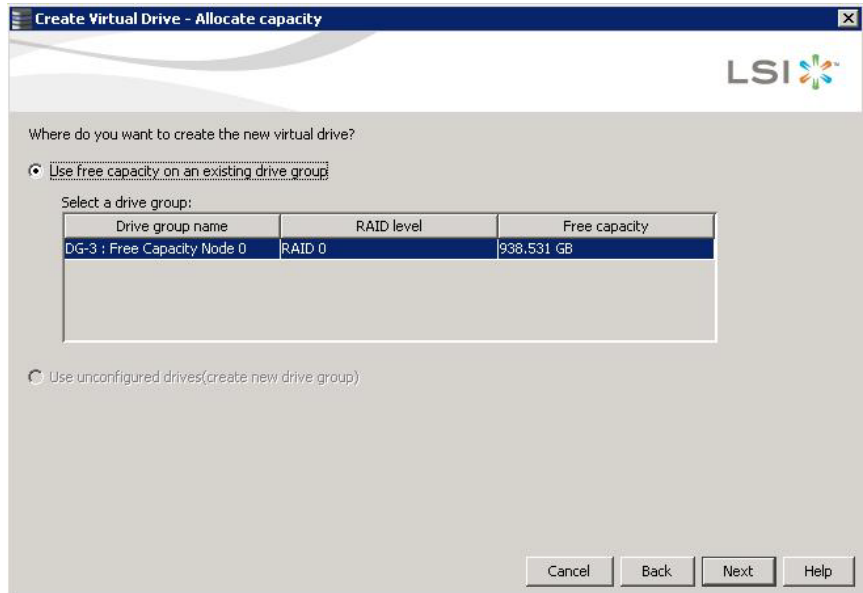 Create Virtual Drive - Allocate capacity
LSI
Where do you want to create the new virtual drive?
Use free capacity on an existing drive group
Select a drive group:
Drive group name RAID level Free capacity
DG-3 : Free Capacity Node 0 RAID 0 938.531 GB
Use unconfigured drives(create new drive group)
Cancel Back Next Help